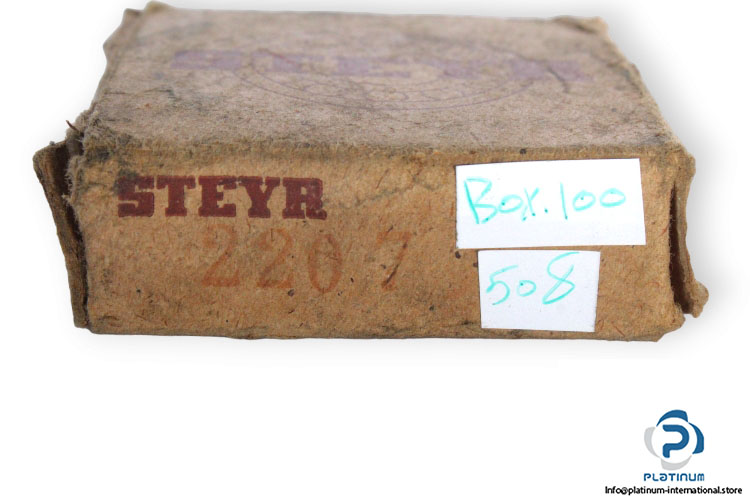 STEYR
2207
Box.100
508
PLATINUM
Info@platinum-international.store